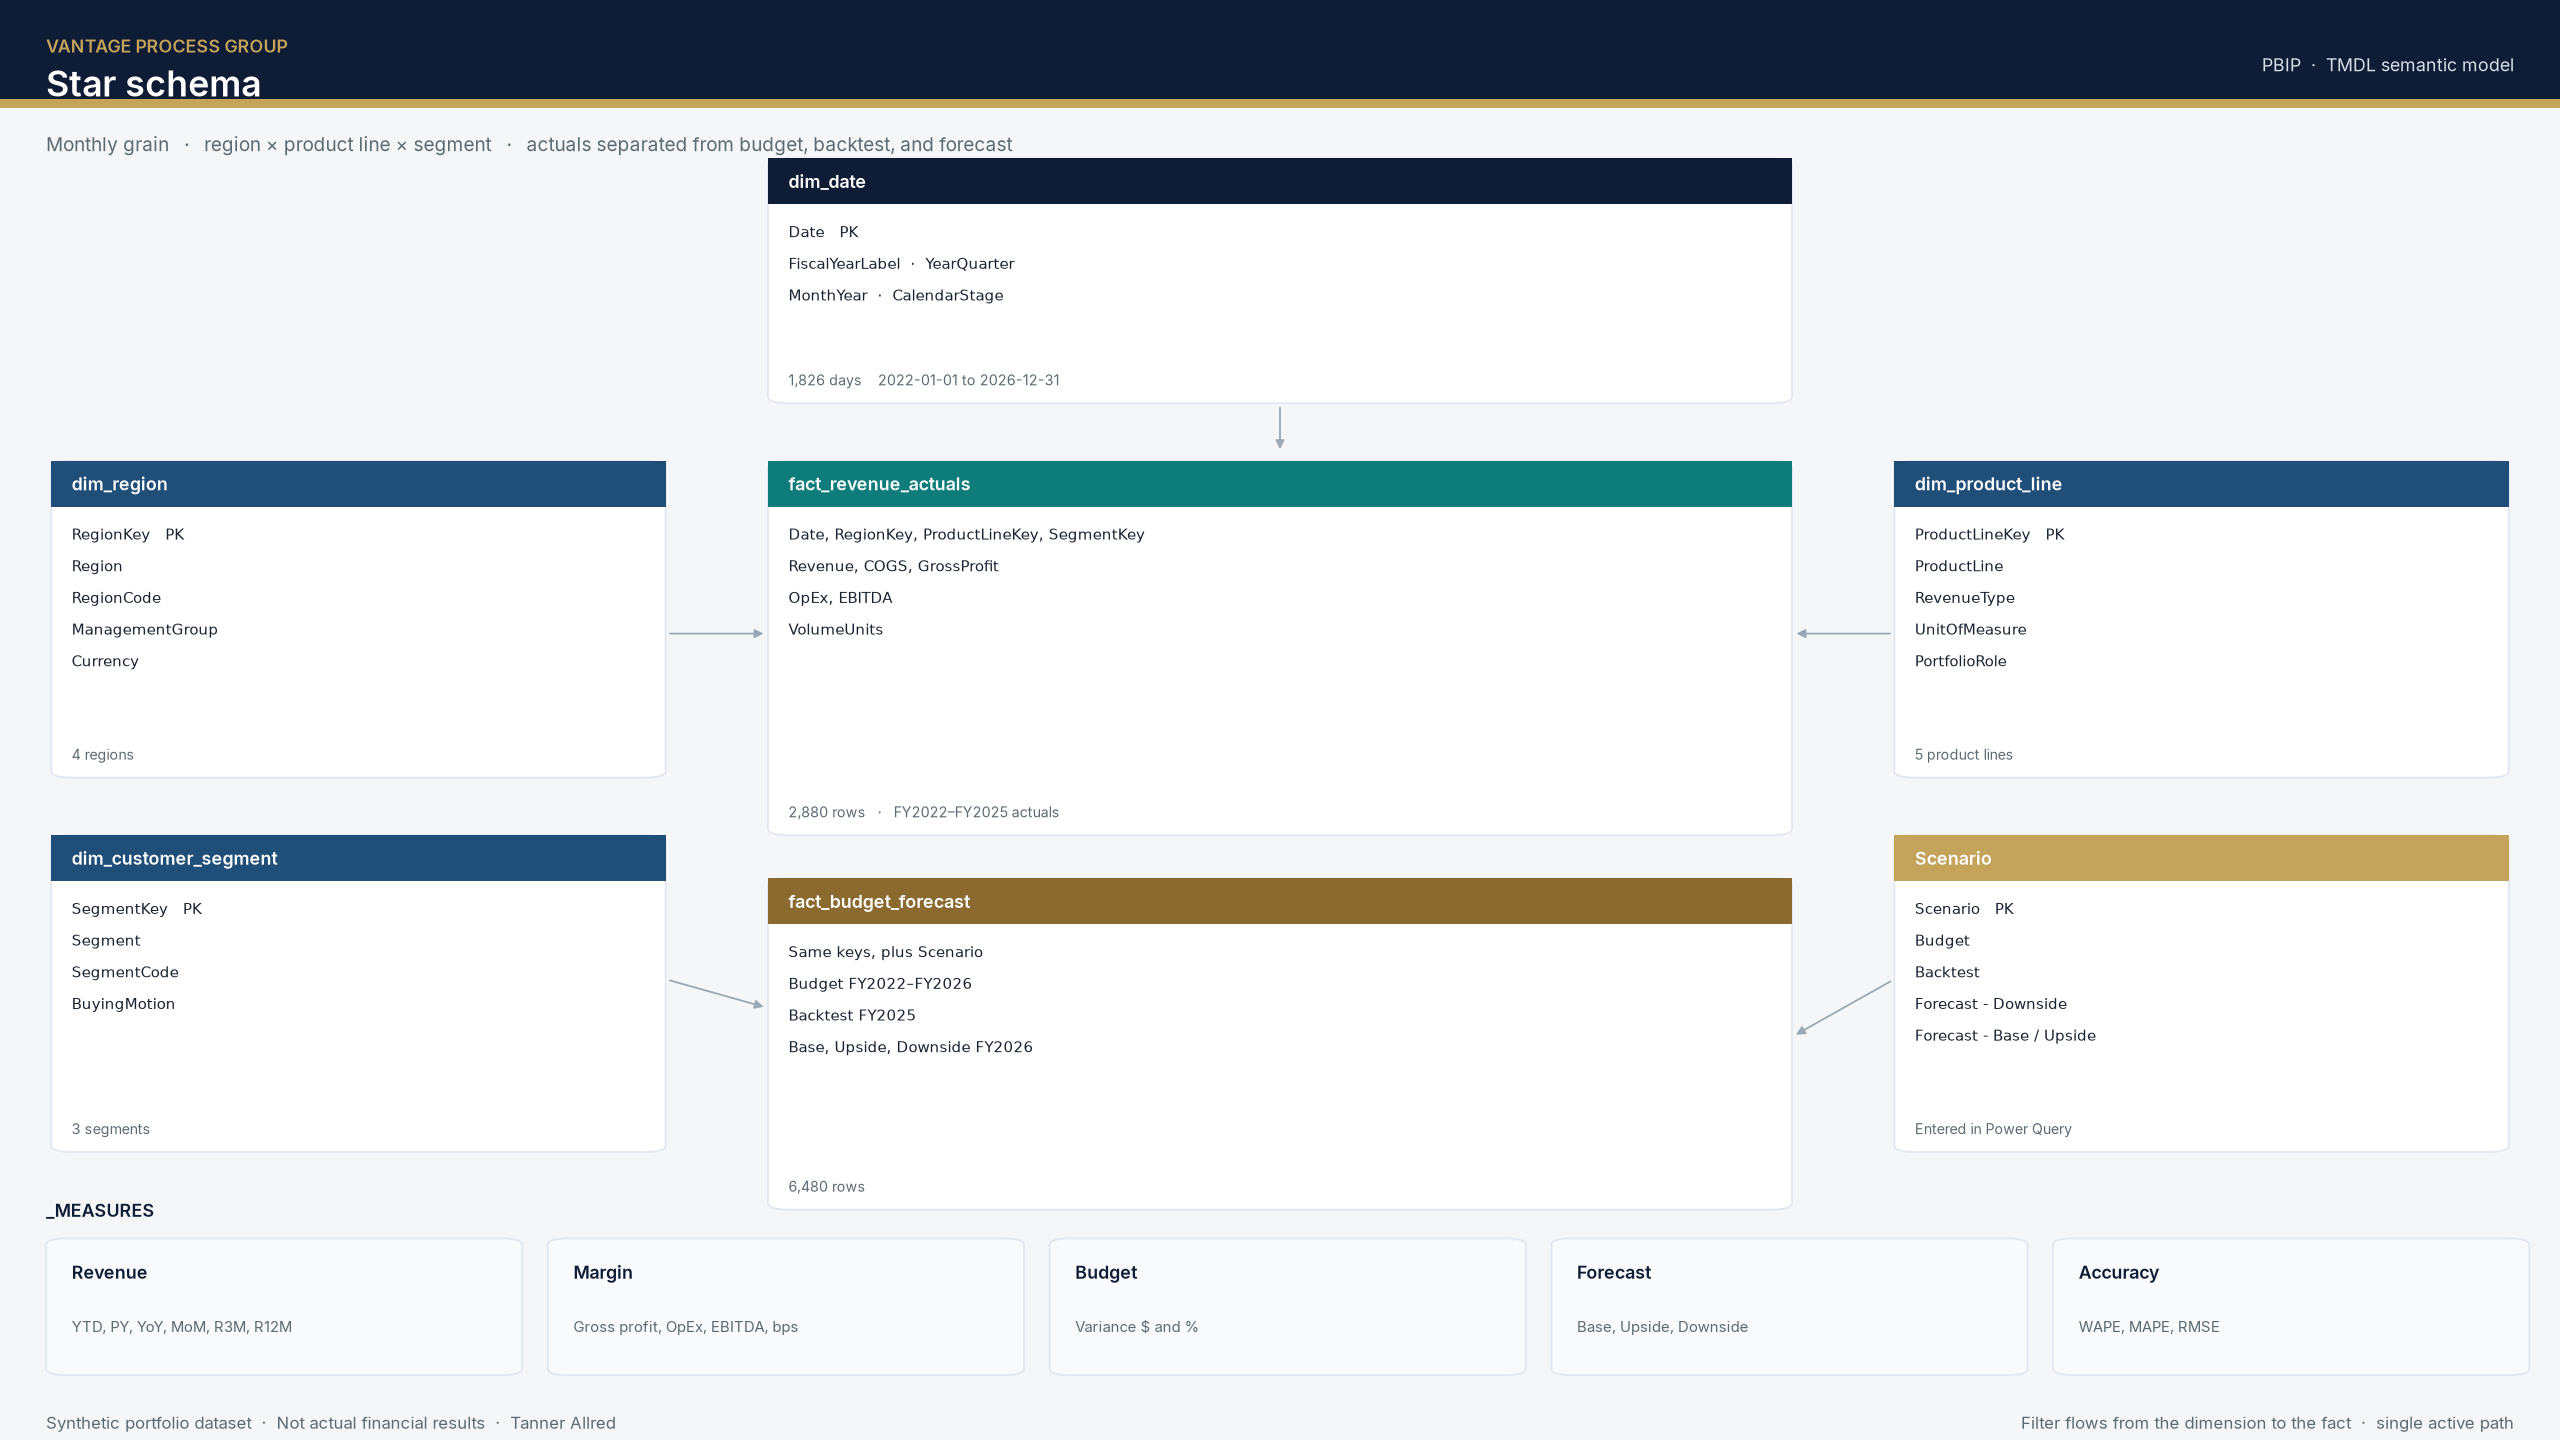 VANTAGE PROCESS GROUP
Star schema
PBIP · TMDL semantic model
Monthly grain · region × product line × segment · actuals separated from budget, backtest, and forecast
dim_date
Date PK
FiscalYearLabel · YearQuarter
MonthYear · CalendarStage
1,826 days 2022-01-01 to 2026-12-31
dim_region
RegionKey PK
Region
RegionCode
ManagementGroup
Currency
4 regions
fact_revenue_actuals
Date, RegionKey, ProductLineKey, SegmentKey
Revenue, COGS, GrossProfit
OpEx, EBITDA
VolumeUnits
2,880 rows · FY2022–FY2025 actuals
dim_product_line
ProductLineKey PK
ProductLine
RevenueType
UnitOfMeasure
PortfolioRole
5 product lines
dim_customer_segment
SegmentKey PK
Segment
SegmentCode
BuyingMotion
3 segments
fact_budget_forecast
Same keys, plus Scenario
Budget FY2022–FY2026
Backtest FY2025
Base, Upside, Downside FY2026
6,480 rows
Scenario
Scenario PK
Budget
Backtest
Forecast - Downside
Forecast - Base / Upside
Entered in Power Query
_MEASURES
Revenue
YTD, PY, YoY, MoM, R3M, R12M
Margin
Gross profit, OpEx, EBITDA, bps
Budget
Variance $ and %
Forecast
Base, Upside, Downside
Accuracy
WAPE, MAPE, RMSE
Synthetic portfolio dataset · Not actual financial results · Tanner Allred
Filter flows from the dimension to the fact · single active path